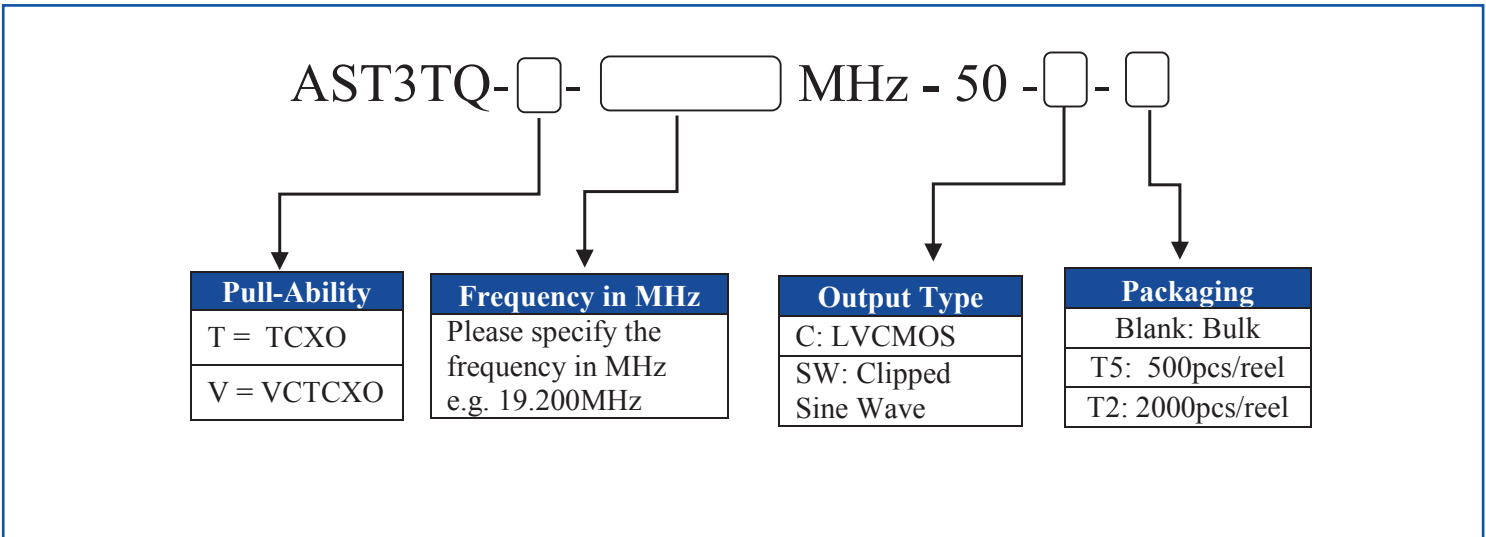 AST3TQ-
-
MHz - 50 -
-
Pull-Ability
T = TCXO
V = VCTCXO
Frequency in MHz
Please specify the
frequency in MHz
e.g. 19.200MHz
Output Type
C: LVCMOS
SW: Clipped
Sine Wave
Packaging
Blank: Bulk
T5: 500pcs/reel
T2: 2000pcs/reel